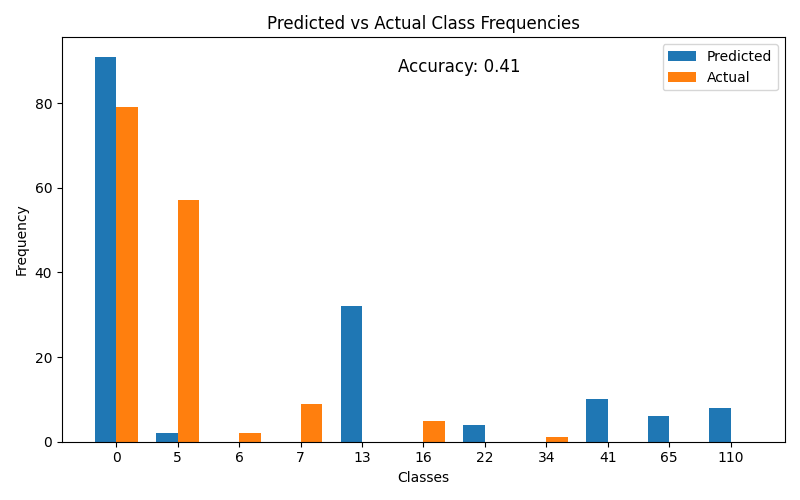 Predicted vs Actual Class Frequencies
Accuracy: 0.41
Predicted
Actual
Frequency
80
60
40
20
0
0 5 6 7 13 16 22 34 41 65 110
Classes